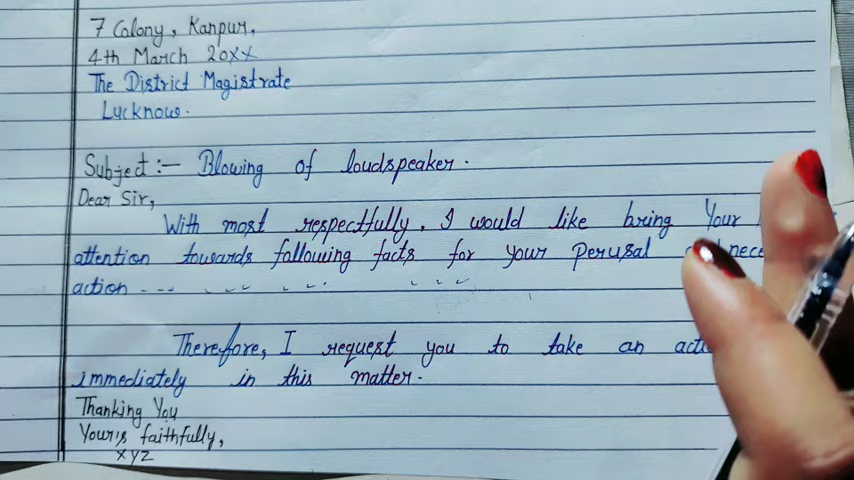 7 Colony, Kanpur.
4th March 20xx
The District Magistrate
Lucknow.
Subject :- Blowing of loudspeaker.
Dear Sir,
With most respectfully, I would like bring Your
attention towards following facts for your perusal
action ---
Therefore, I request you to take an
immediately in this matter.
Thanking You
Your's faithfully,
xyz